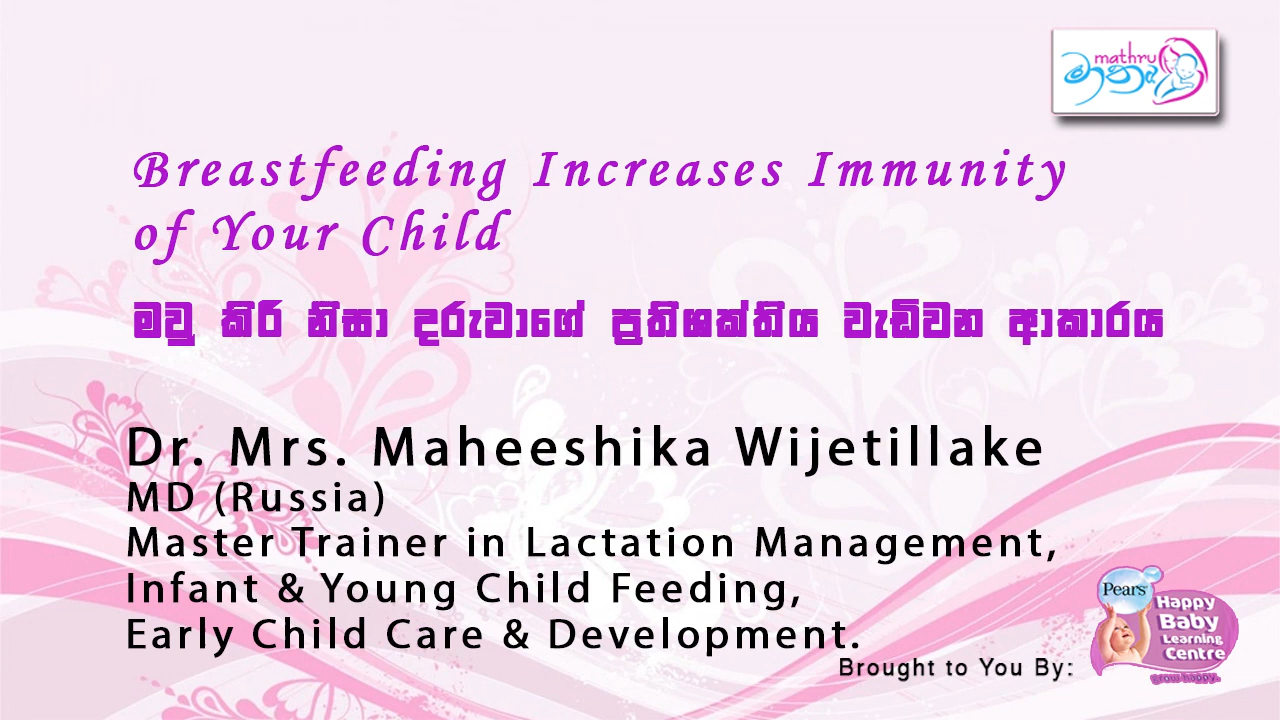 mathru
මාතෘ
Breastfeeding Increases Immunity
of Your Child
මව් කිරි නිසා දරුවාගේ ප්‍රතිශක්තිය වැඩිවන ආකාරය
Dr. Mrs. Maheeshika Wijetillake
MD (Russia)
Master Trainer in Lactation Management,
Infant & Young Child Feeding,
Early Child Care & Development.
Brought to You By:
Pears
Happy
Baby
Learning
Centre
grow happy.